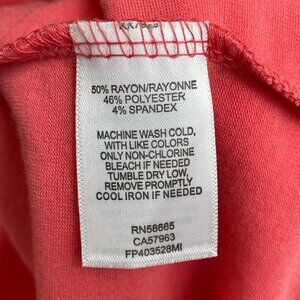 50% RAYON/RAYONNE
46% POLYESTER
4% SPANDEX
MACHINE WASH COLD,
WITH LIKE COLORS
ONLY NON-CHLORINE
BLEACH IF NEEDED
TUMBLE DRY LOW,
REMOVE PROMPTLY
COOL IRON IF NEEDED
RN58665
CA57963
FP403528MI